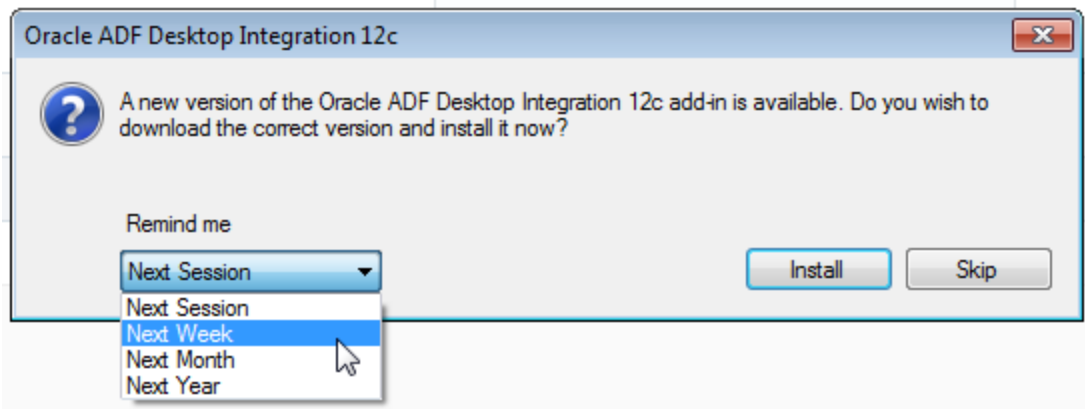 Oracle ADF Desktop Integration 12c
A new version of the Oracle ADF Desktop Integration 12c add-in is available. Do you wish to
download the correct version and install it now?
Remind me
Next Session
Install
Skip
Next Session
Next Week
Next Month
Next Year